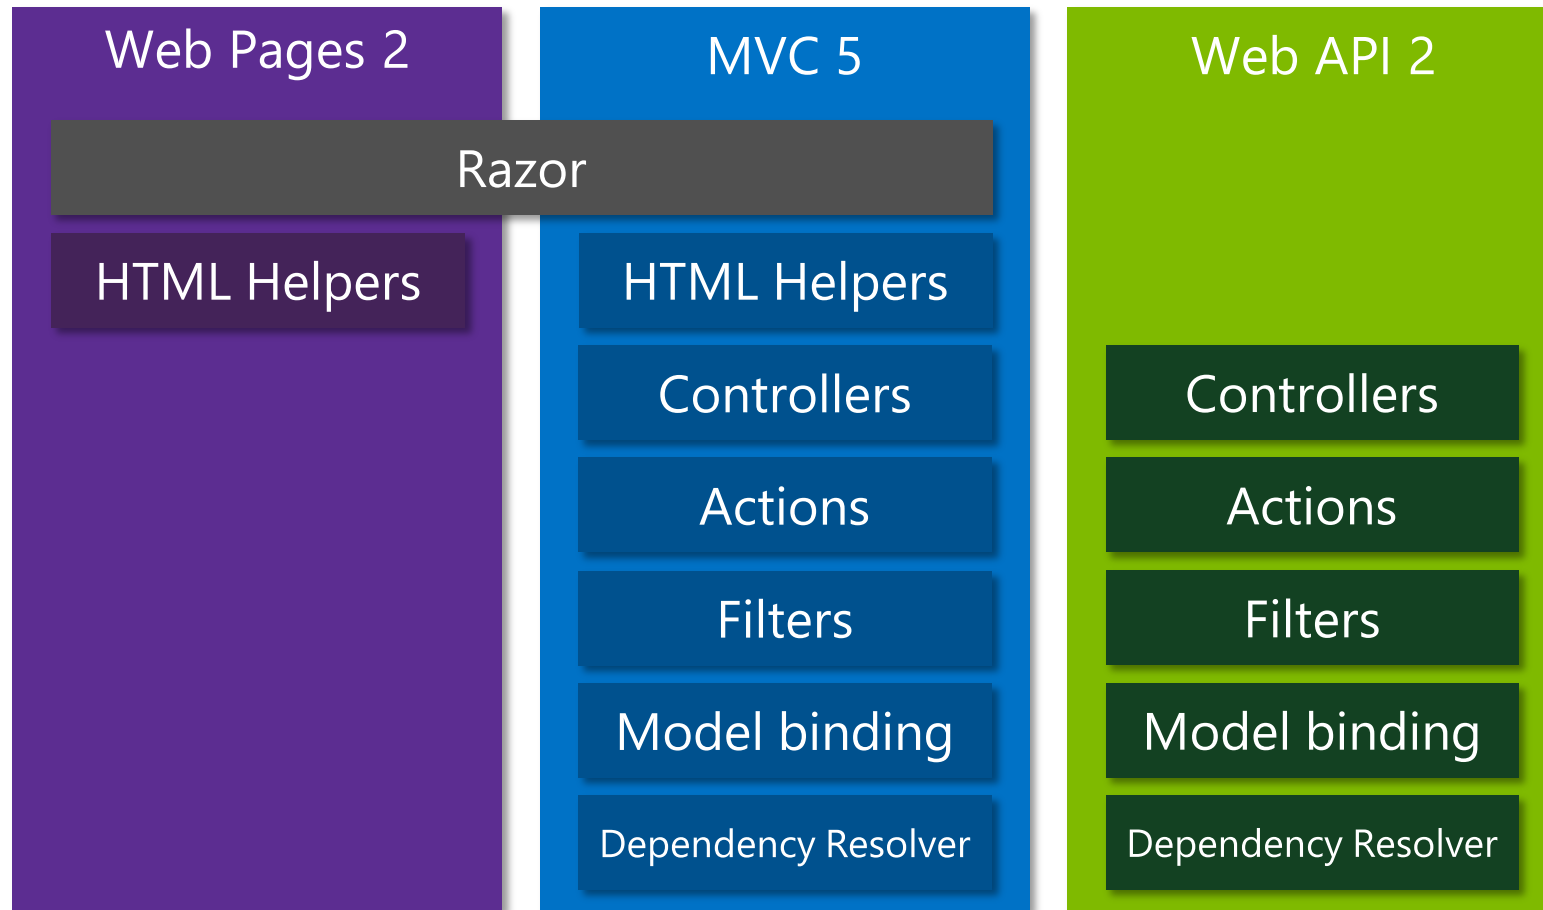 Web Pages 2
MVC 5
Web API 2
Razor
HTML Helpers
HTML Helpers
Controllers
Controllers
Actions
Actions
Filters
Filters
Model binding
Model binding
Dependency Resolver
Dependency Resolver